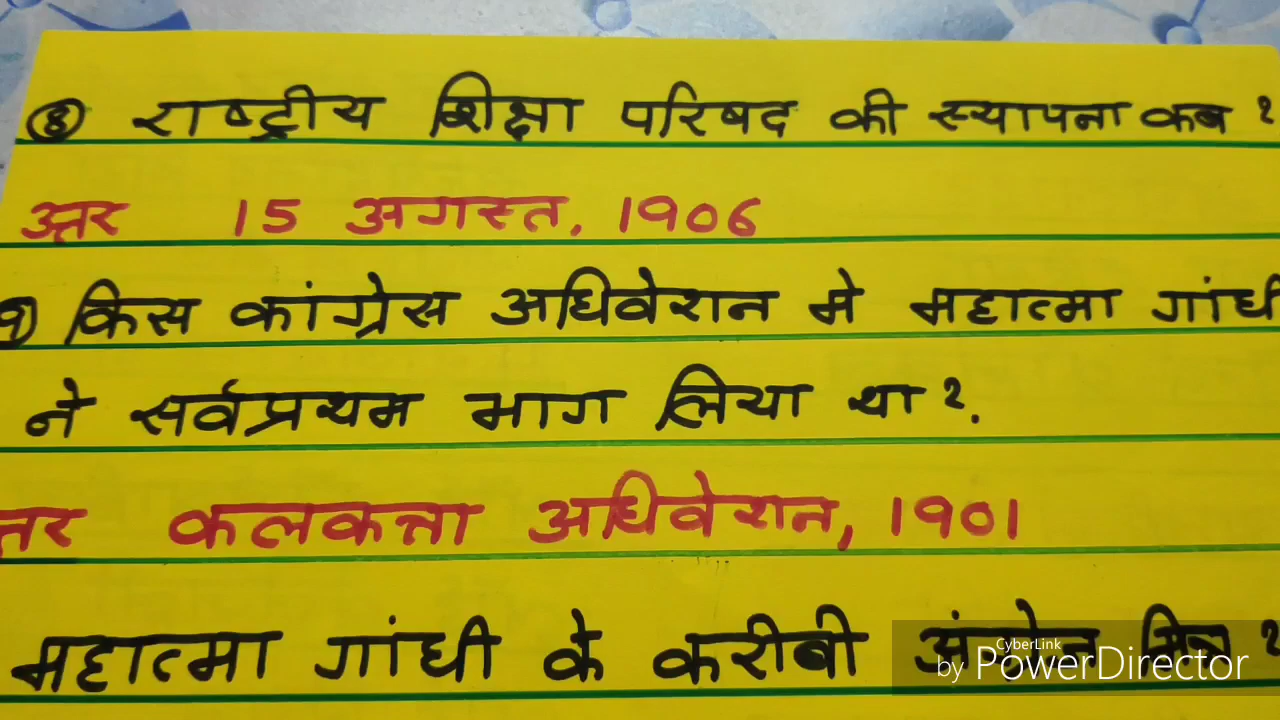 ⑧ राष्ट्रीय शिक्षा परिषद की स्थापना कब ?
उत्तर 15 अगस्त, 1906
9) किस कांग्रेस अधिवेशन मे महात्मा गांधी
ने सर्वप्रथम भाग लिया था ?.
त्तर कलकत्ता अधिवेशन, 1901
महात्मा गांधी के करीबी अंग्रेज मित्र ?
CyberLink
by PowerDirector